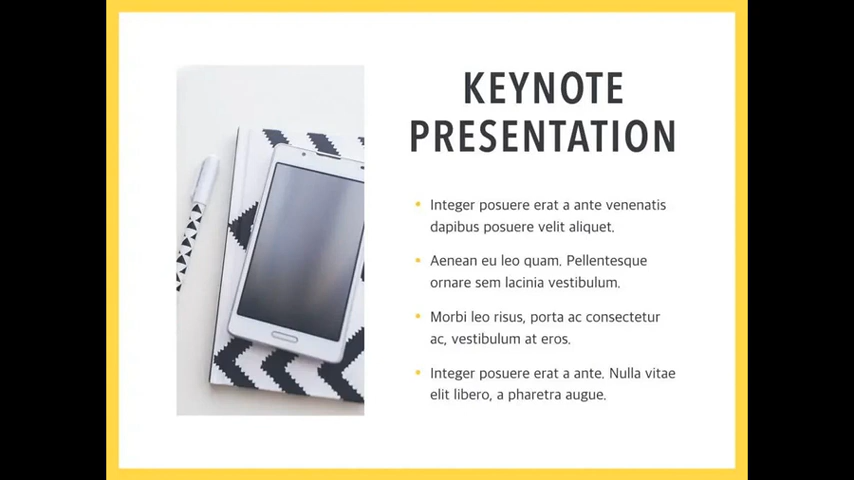 KEYNOTE
PRESENTATION
• Integer posuere erat a ante venenatis
dapibus posuere velit aliquet.
• Aenean eu leo quam. Pellentesque
ornare sem lacinia vestibulum.
• Morbi leo risus, porta ac consectetur
ac, vestibulum at eros.
• Integer posuere erat a ante. Nulla vitae
elit libero, a pharetra augue.